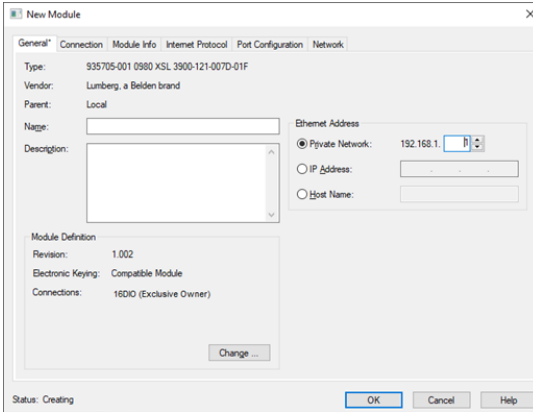 New Module
General* Connection Module Info Internet Protocol Port Configuration Network
Type: 935705-001 0980 XSL 3900-121-007D-01F
Vendor: Lumberg, a Belden brand
Parent: Local
Name:
Description:
Ethernet Address
Private Network: 192.168.1. 1
IP Address: . . .
Host Name:
Module Definition
Revision: 1.002
Electronic Keying: Compatible Module
Connections: 16DIO (Exclusive Owner)
Change ...
Status: Creating
OK Cancel Help